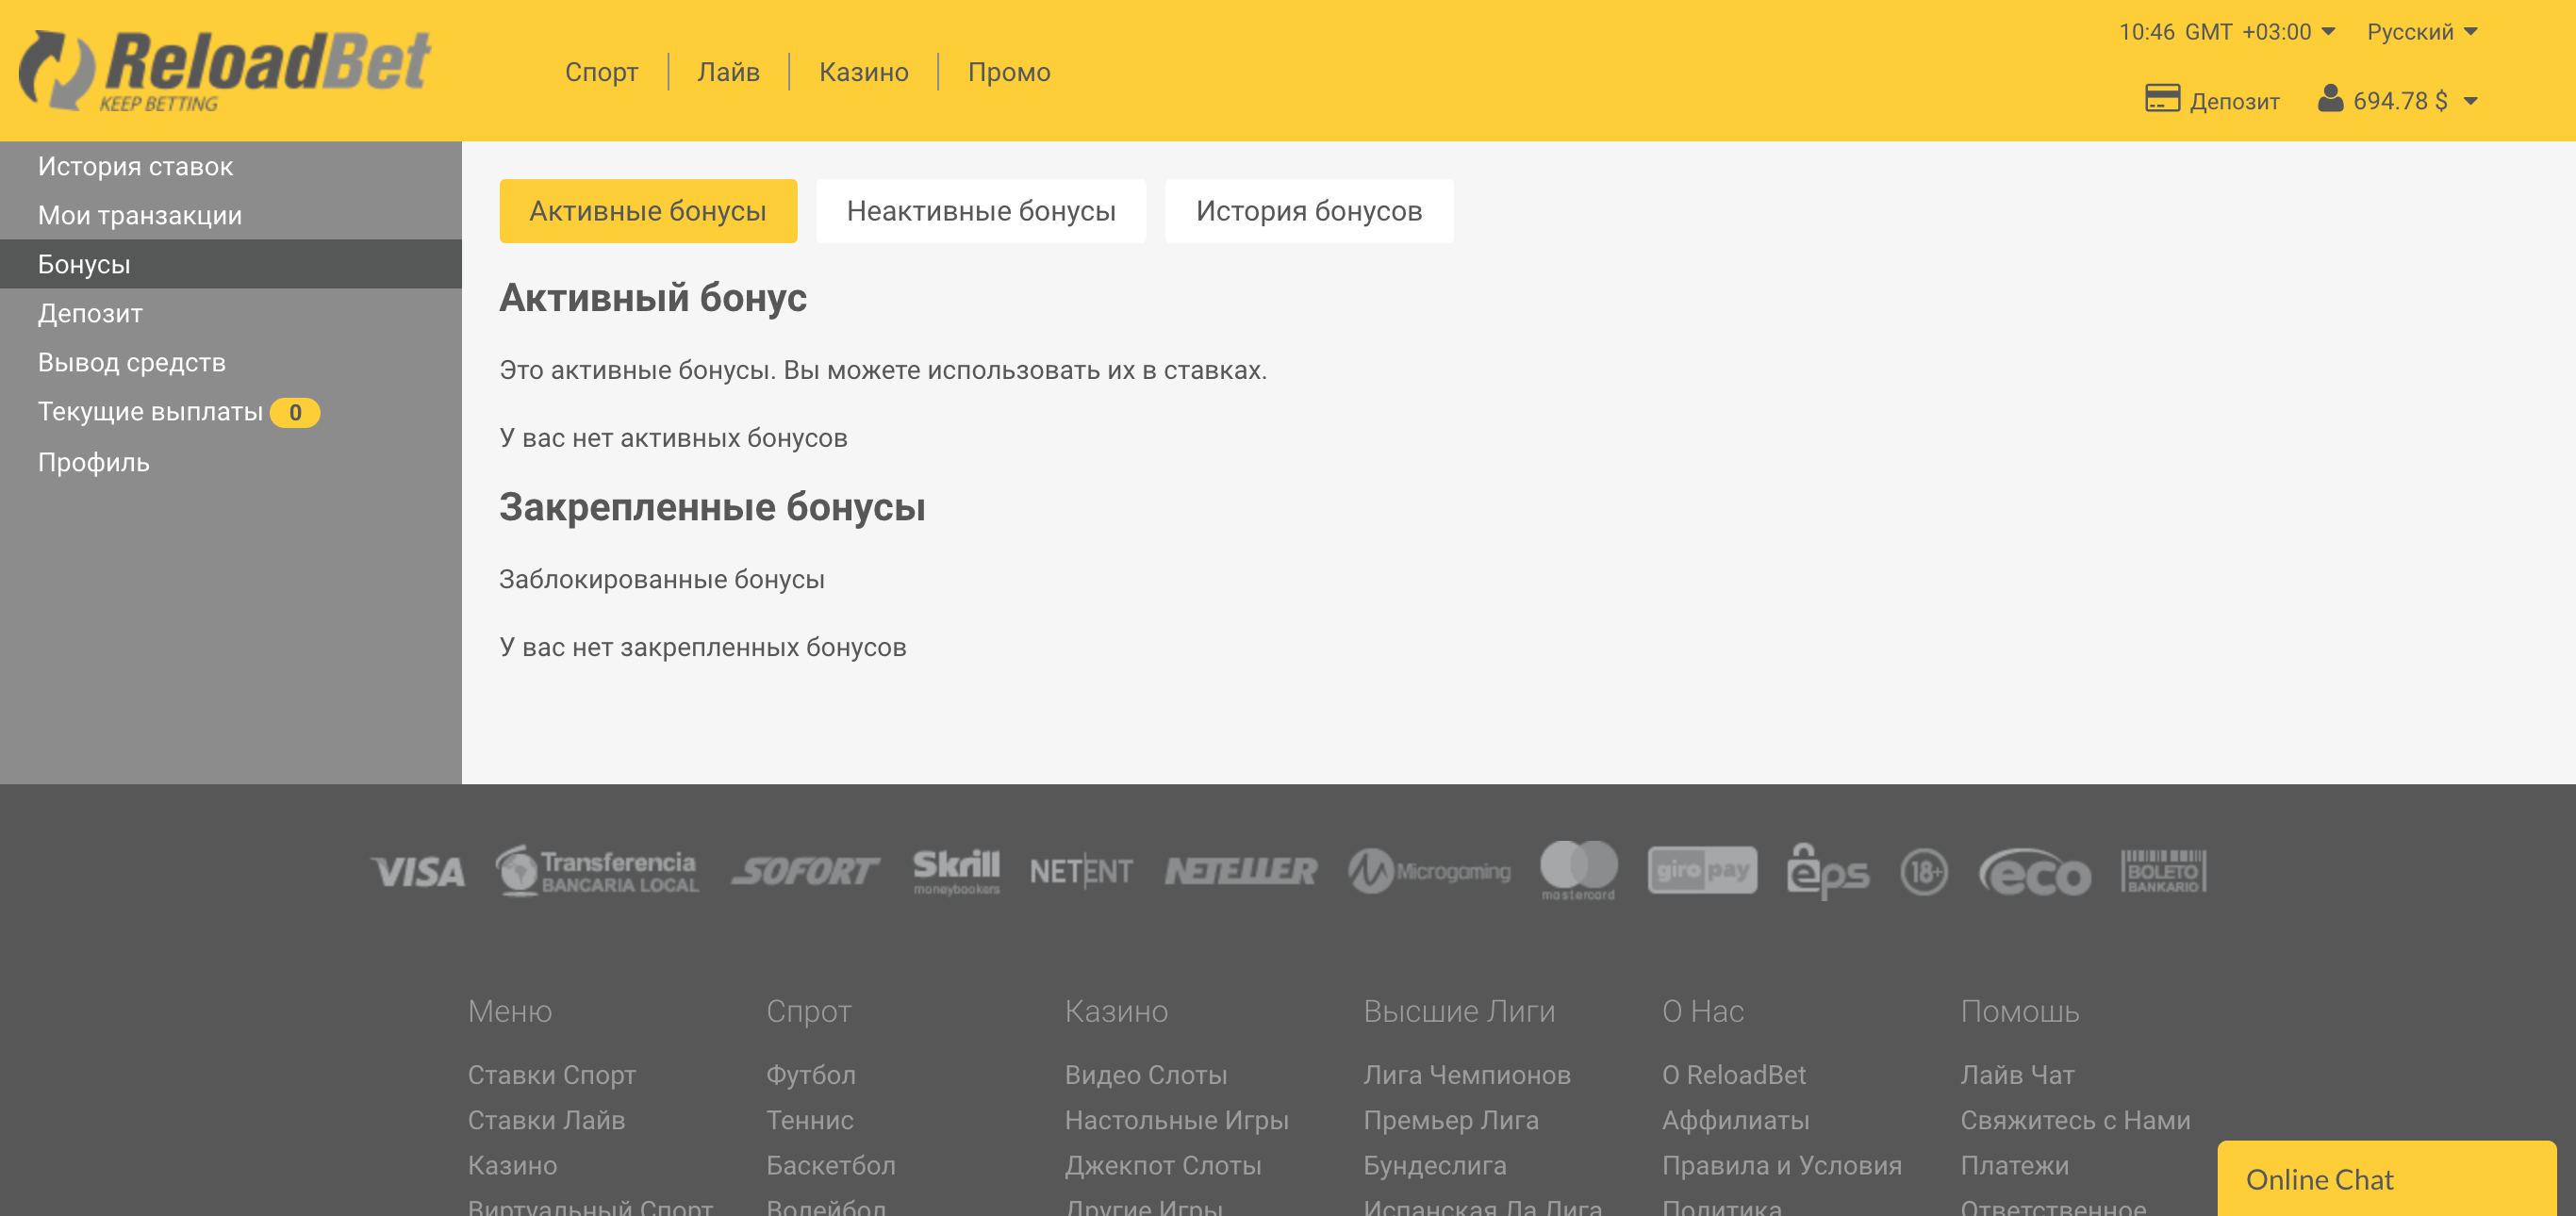 ReloadBet
KEEP BETTING
Спорт
Лайв
Казино
Промо
10:46 GMT +03:00
Русский
Депозит
694.78 $
История ставок
Мои транзакции
Бонусы
Депозит
Вывод средств
Текущие выплаты 0
Профиль
Активные бонусы
Неактивные бонусы
История бонусов
Активный бонус
Это активные бонусы. Вы можете использовать их в ставках.
У вас нет активных бонусов
Закрепленные бонусы
Заблокированные бонусы
У вас нет закрепленных бонусов
VISA
Transferencia
BANCARIA LOCAL
SOFORT
Skrill
moneybookers
NETENT
NETELLER
Microgaming
mastercard
giro pay
eps
18+
eco
BOLETO
BANKARIO
Меню
Ставки Спорт
Ставки Лайв
Казино
Виртуальный Спорт
Спрот
Футбол
Теннис
Баскетбол
Волейбол
Казино
Видео Слоты
Настольные Игры
Джекпот Слоты
Другие Игры
Высшие Лиги
Лига Чемпионов
Премьер Лига
Бундеслига
Испанская Ла Лига
О Нас
О ReloadBet
Аффилиаты
Правила и Условия
Политика
Помошь
Лайв Чат
Свяжитесь с Нами
Платежи
Ответственное
Online Chat